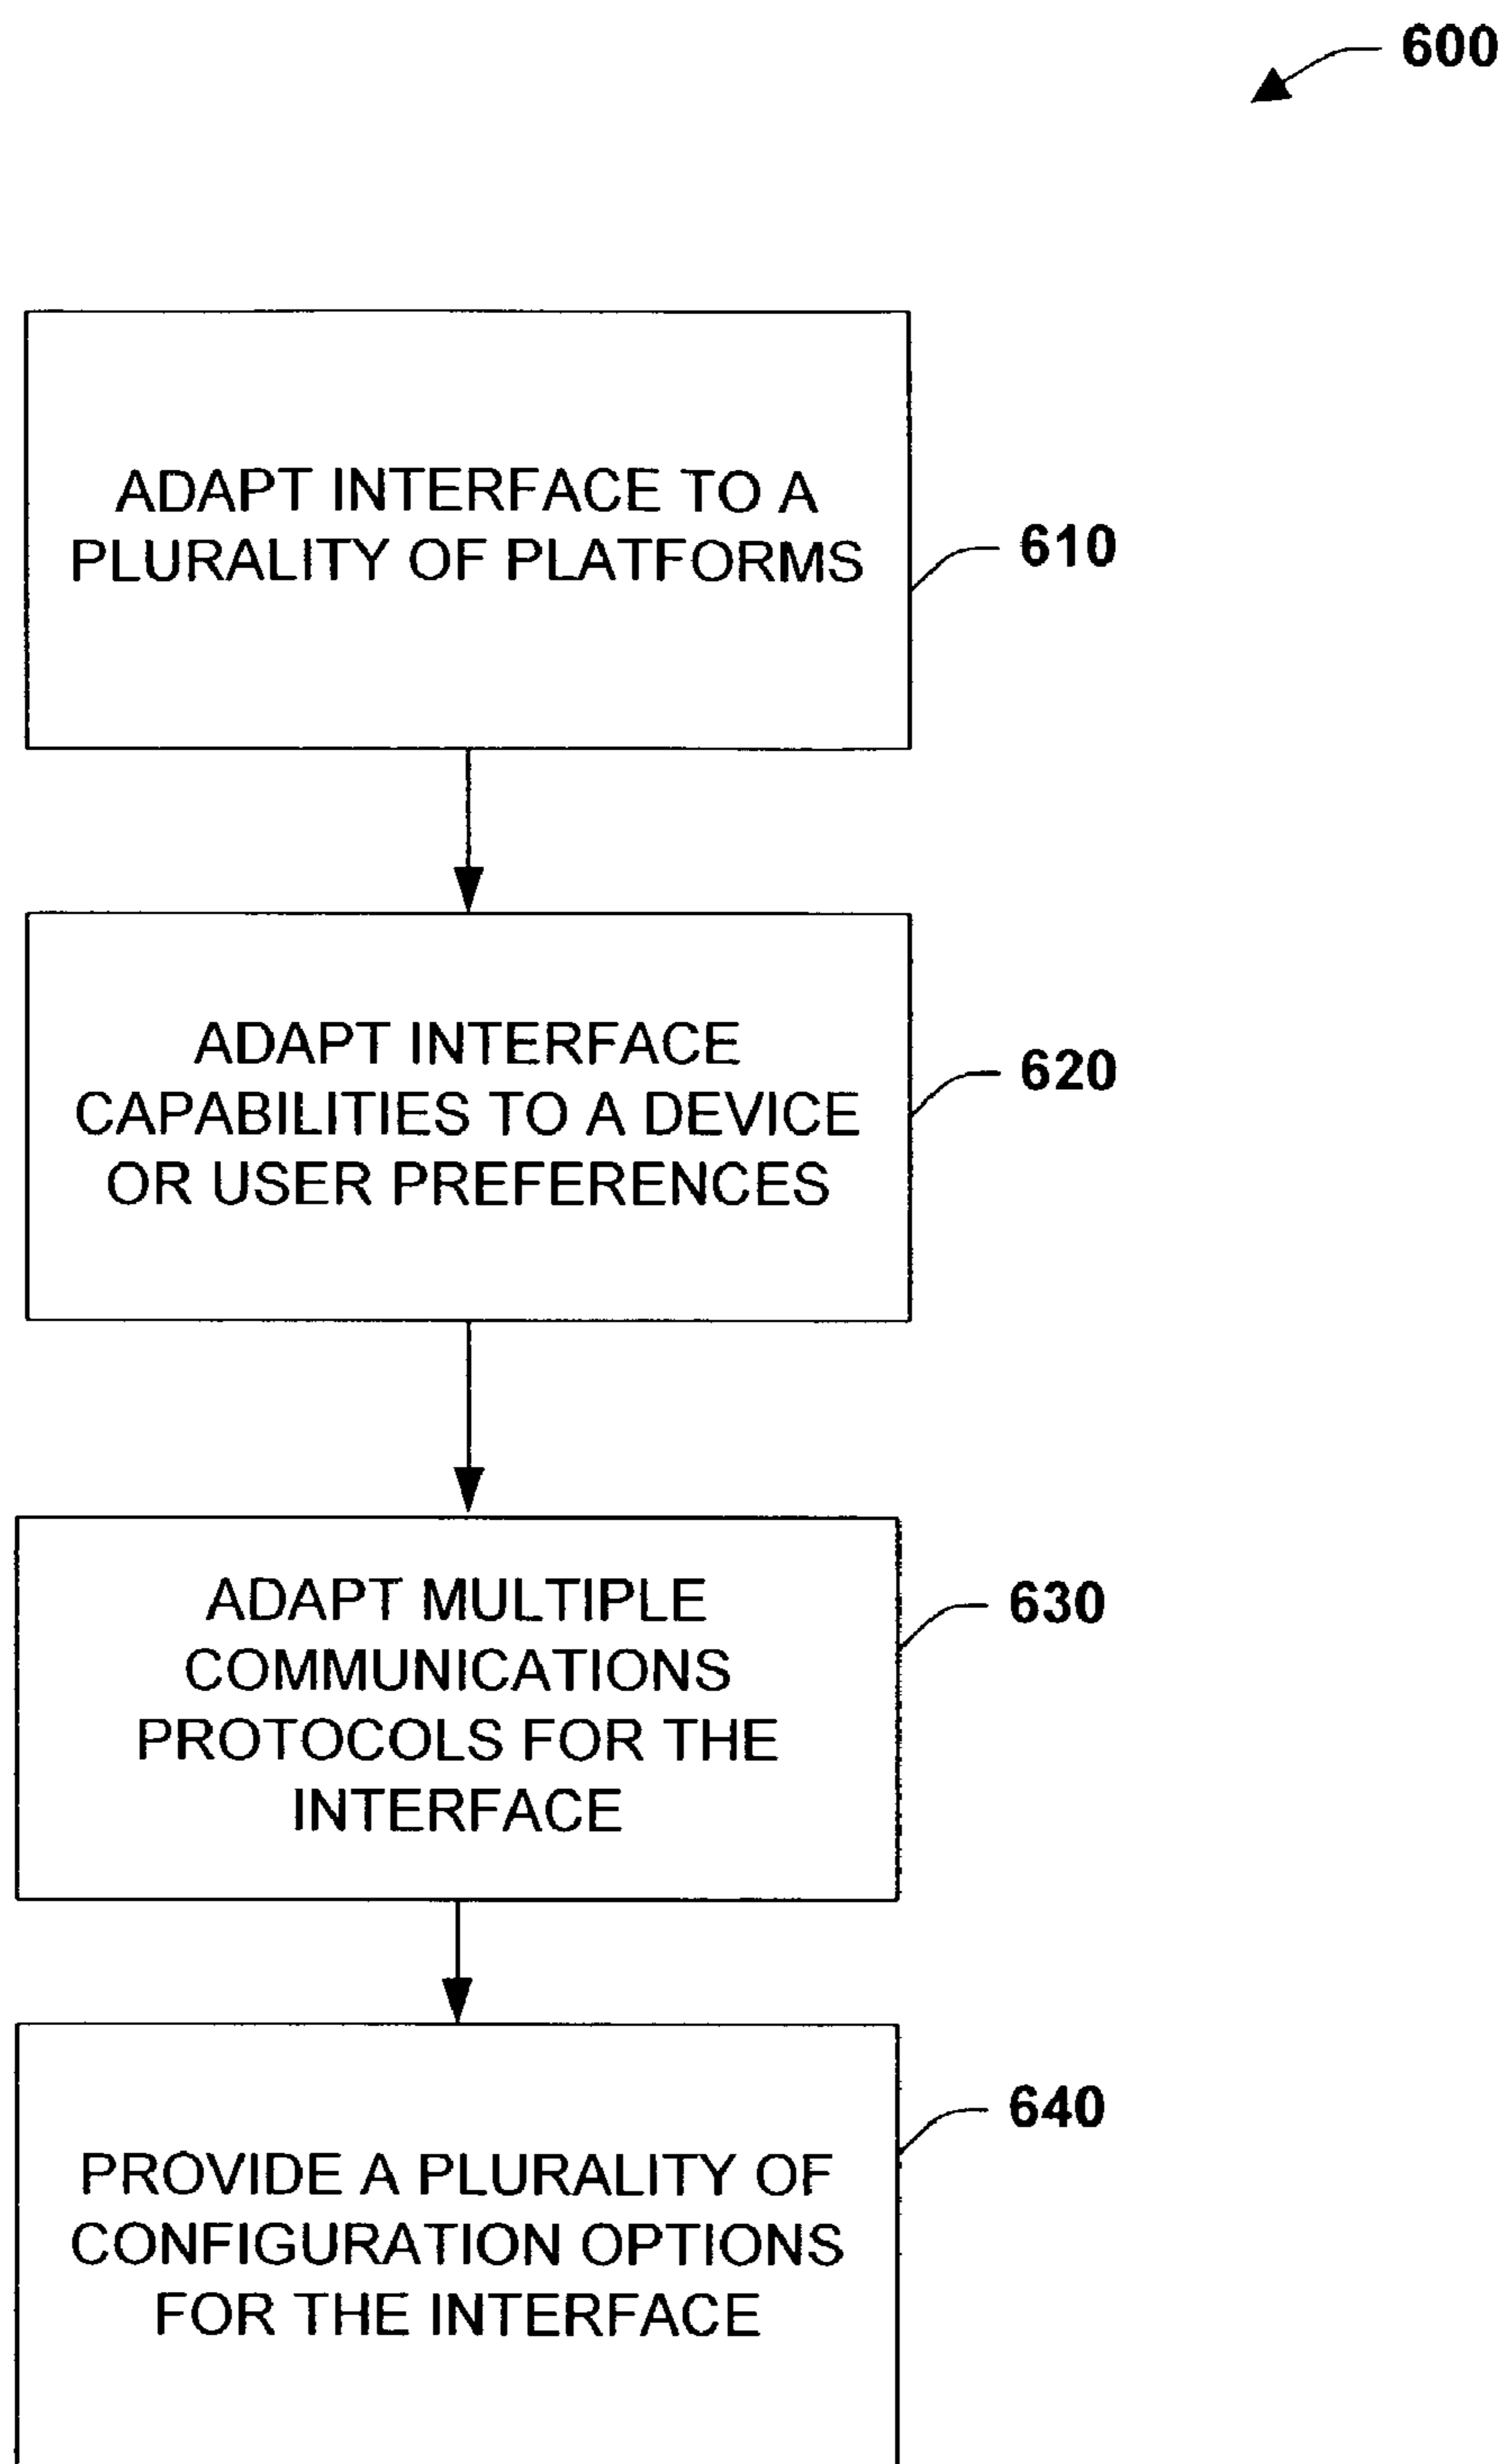 600
ADAPT INTERFACE TO A
PLURALITY OF PLATFORMS
610
ADAPT INTERFACE
CAPABILITIES TO A DEVICE
OR USER PREFERENCES
620
ADAPT MULTIPLE
COMMUNICATIONS
PROTOCOLS FOR THE
INTERFACE
630
PROVIDE A PLURALITY OF
CONFIGURATION OPTIONS
FOR THE INTERFACE
640